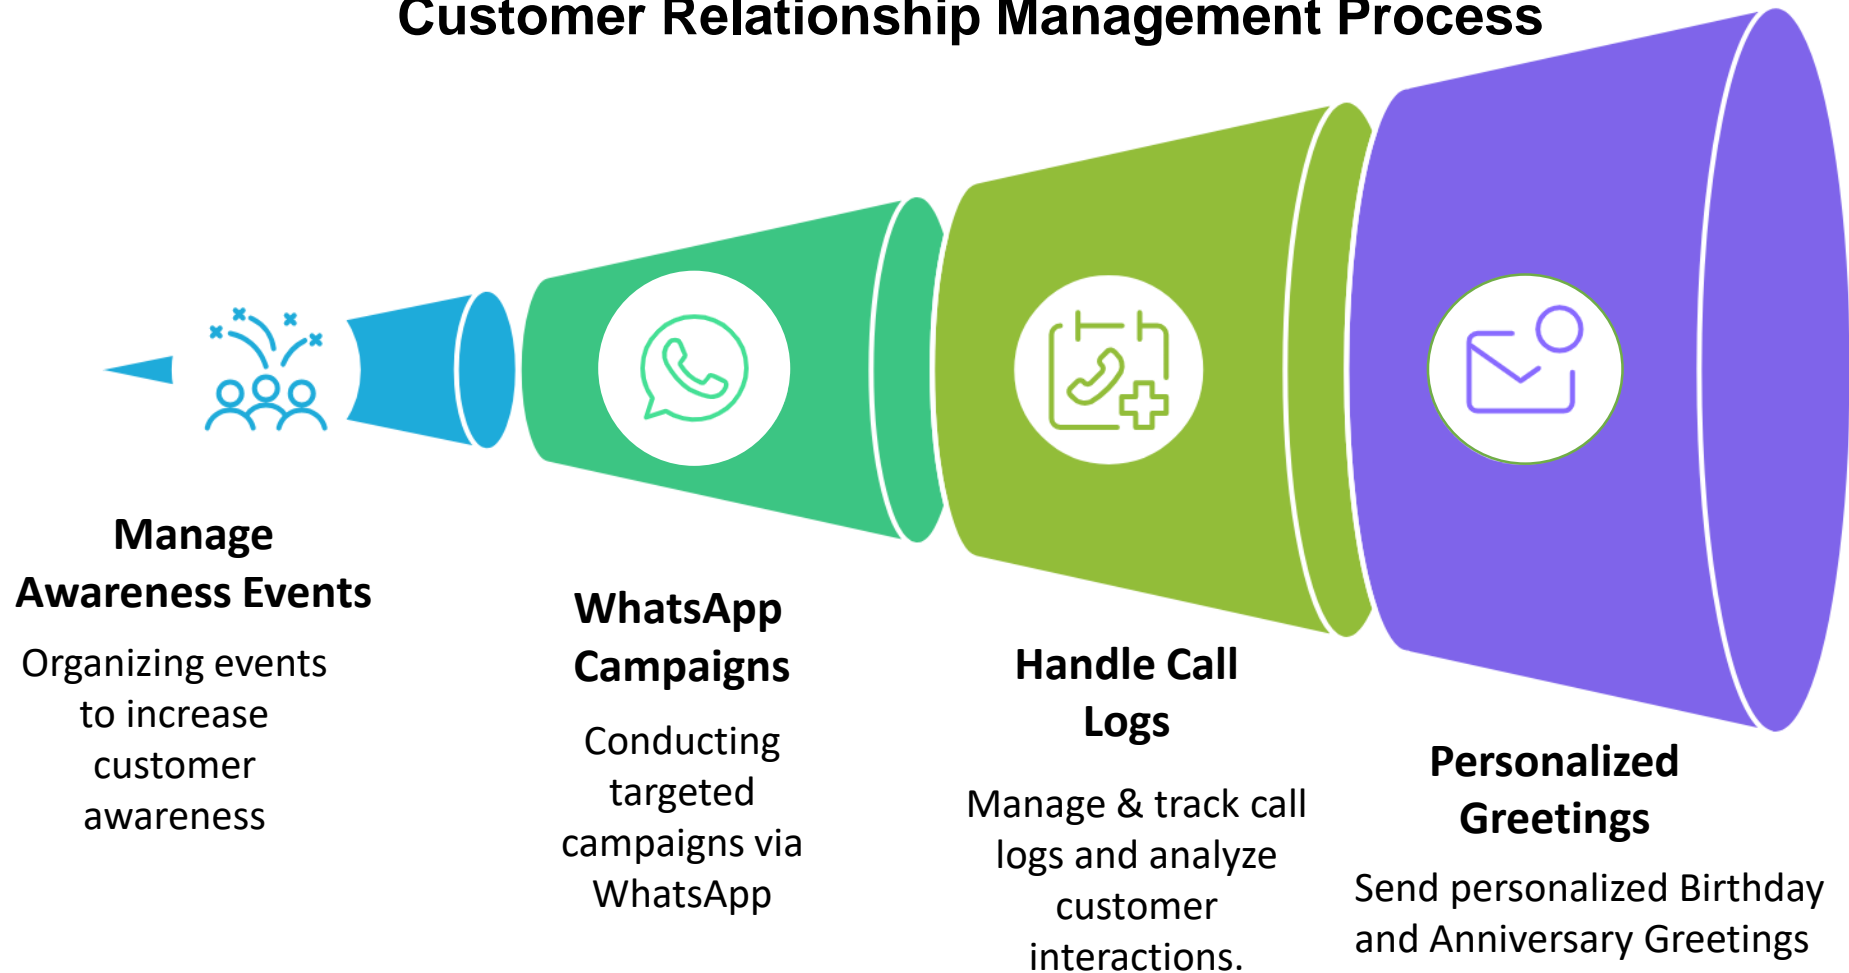 Customer Relationship Management Process
Manage
Awareness Events
Organizing events
to increase
customer
awareness
WhatsApp
Campaigns
Conducting
targeted
campaigns via
WhatsApp
Handle Call
Logs
Manage & track call
logs and analyze
customer
interactions.
Personalized
Greetings
Send personalized Birthday
and Anniversary Greetings